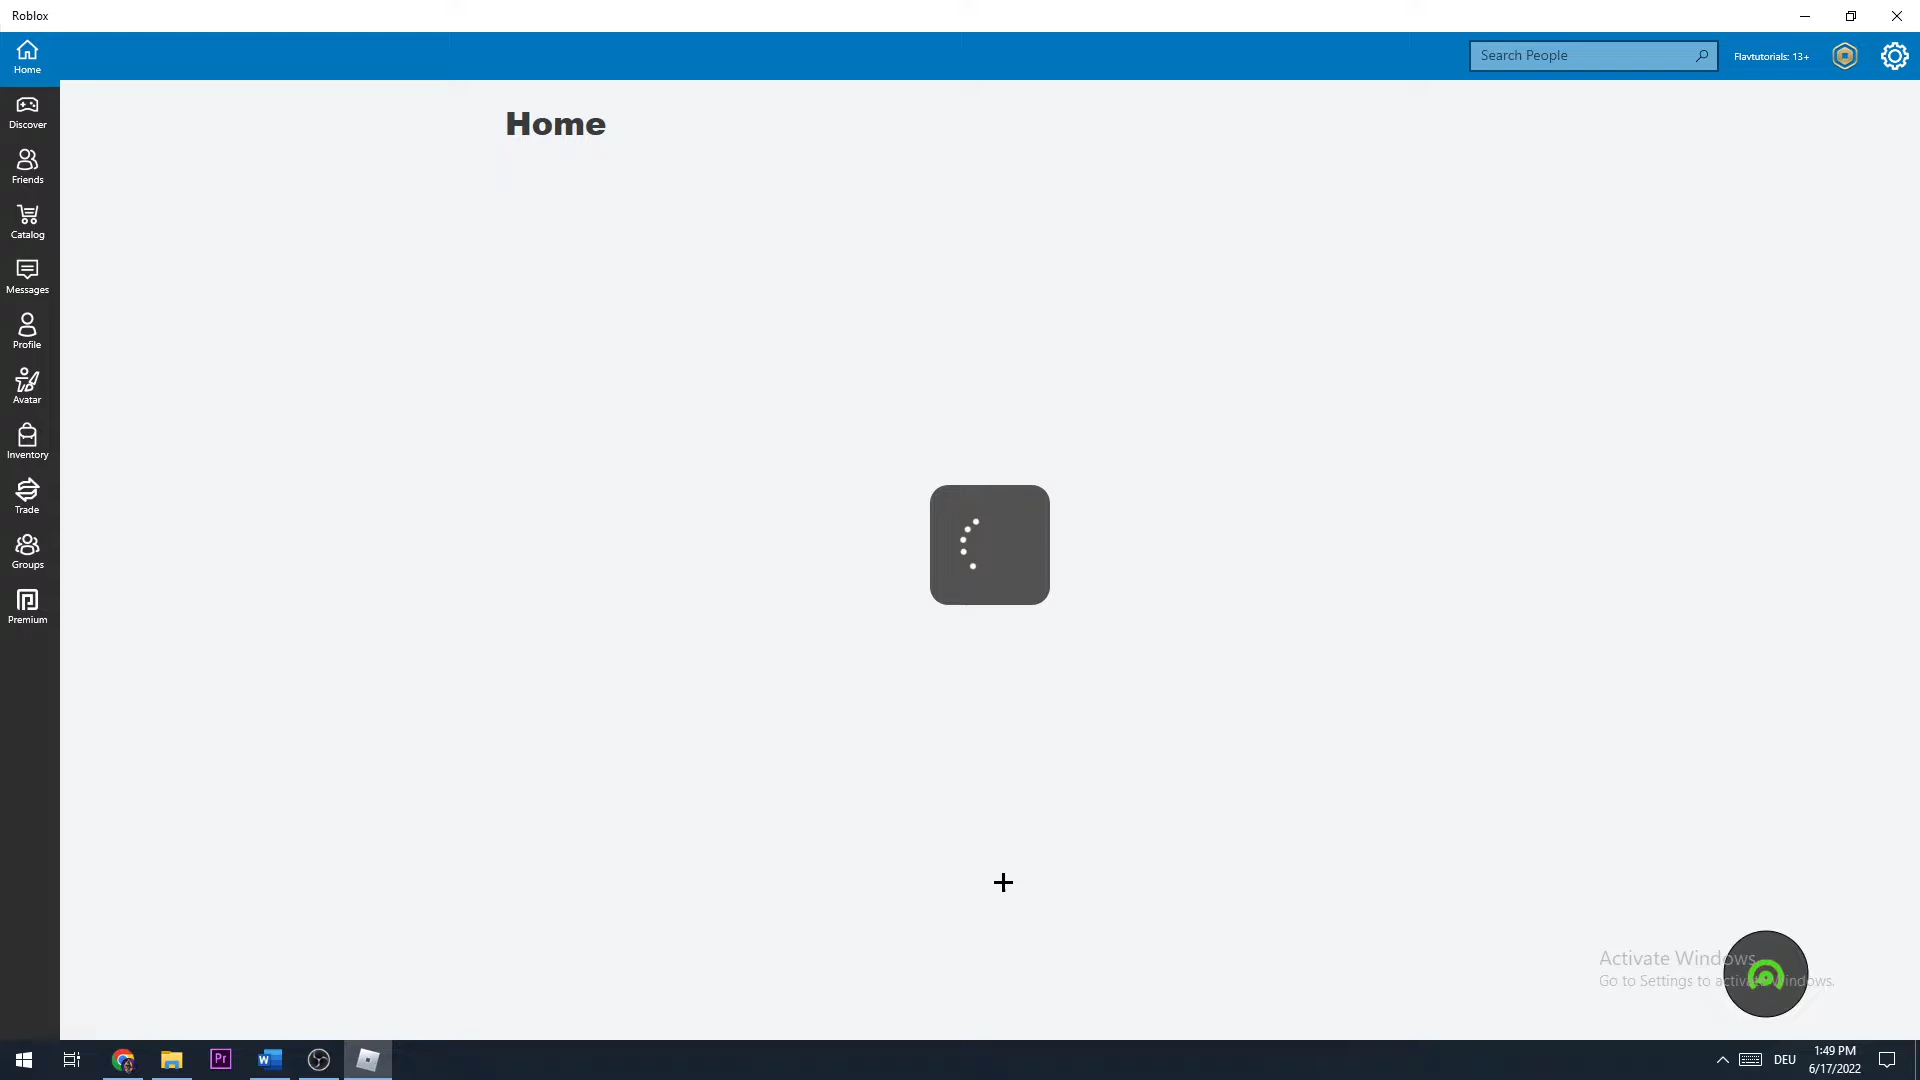 Roblox
Home
Search People
Flavtutorials: 13+
Discover
Friends
Catalog
Messages
Profile
Avatar
Inventory
Trade
Groups
Premium
Home
Activate Windows
Go to Settings to activate Windows.
Pr
W
DEU
1:49 PM
6/17/2022